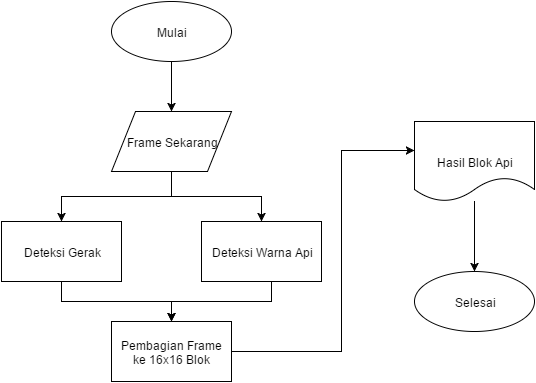 Mulai
Frame Sekarang
Deteksi Gerak
Deteksi Warna Api
Pembagian Frame
ke 16x16 Blok
Hasil Blok Api
Selesai